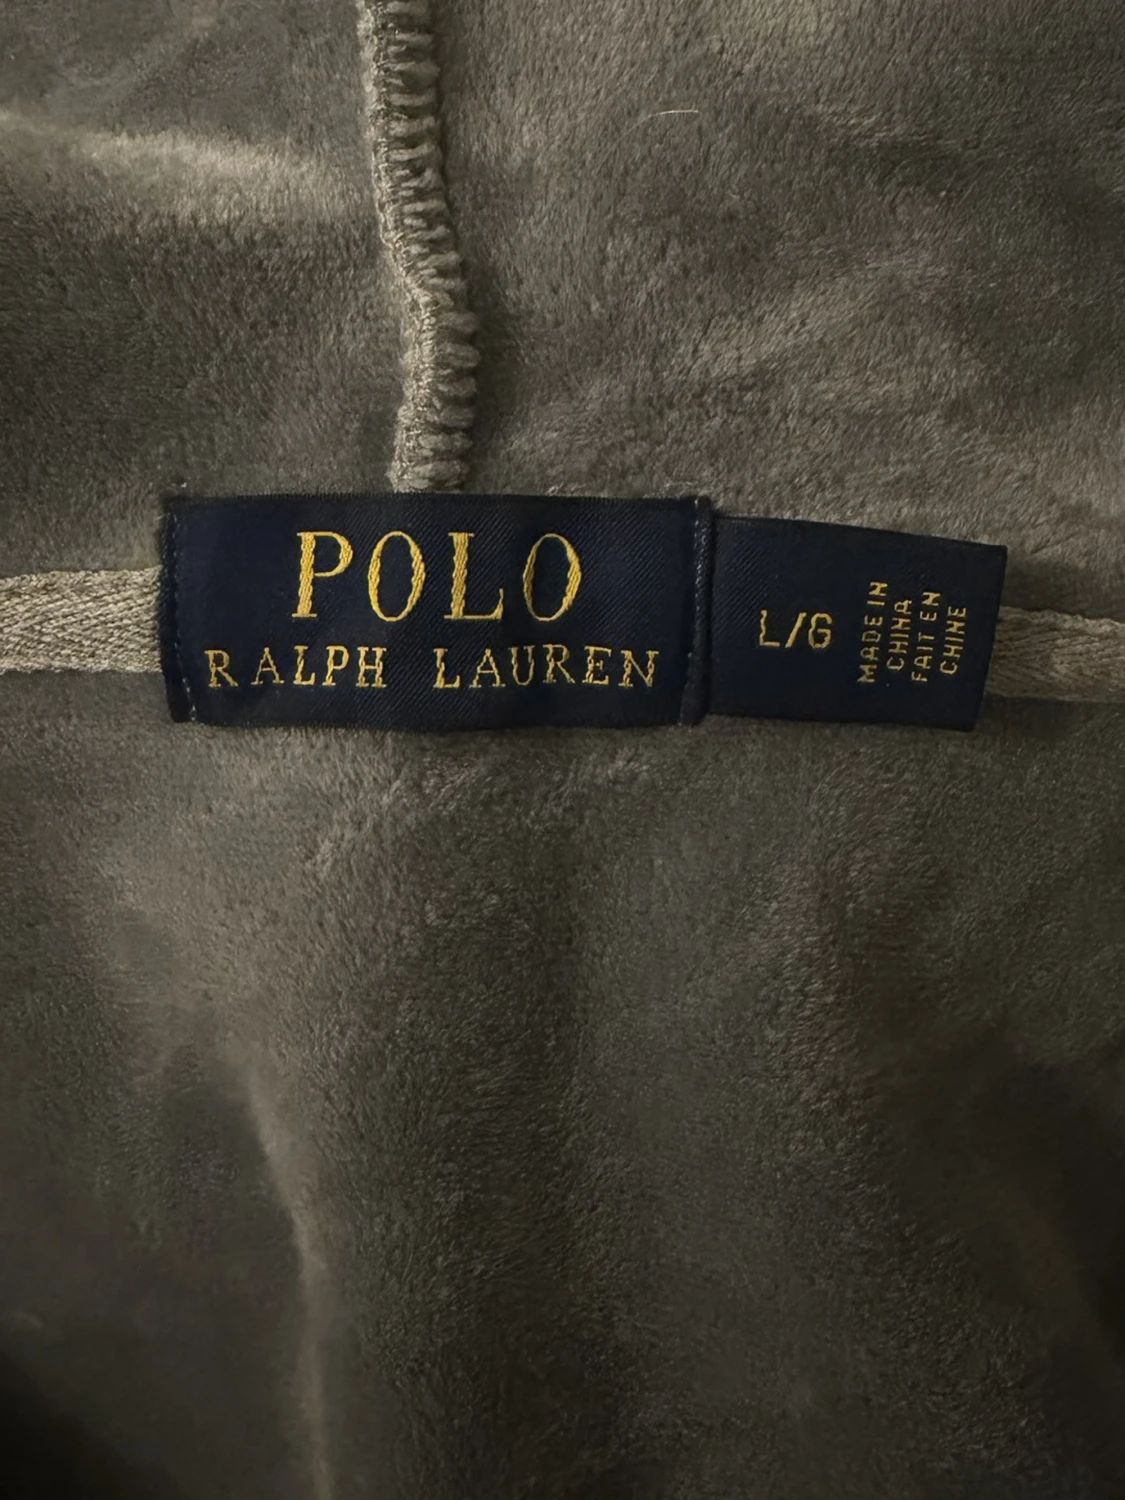 POLO
RALPH LAUREN
L/G
MADE IN
CHINA
FAIT EN
CHINE